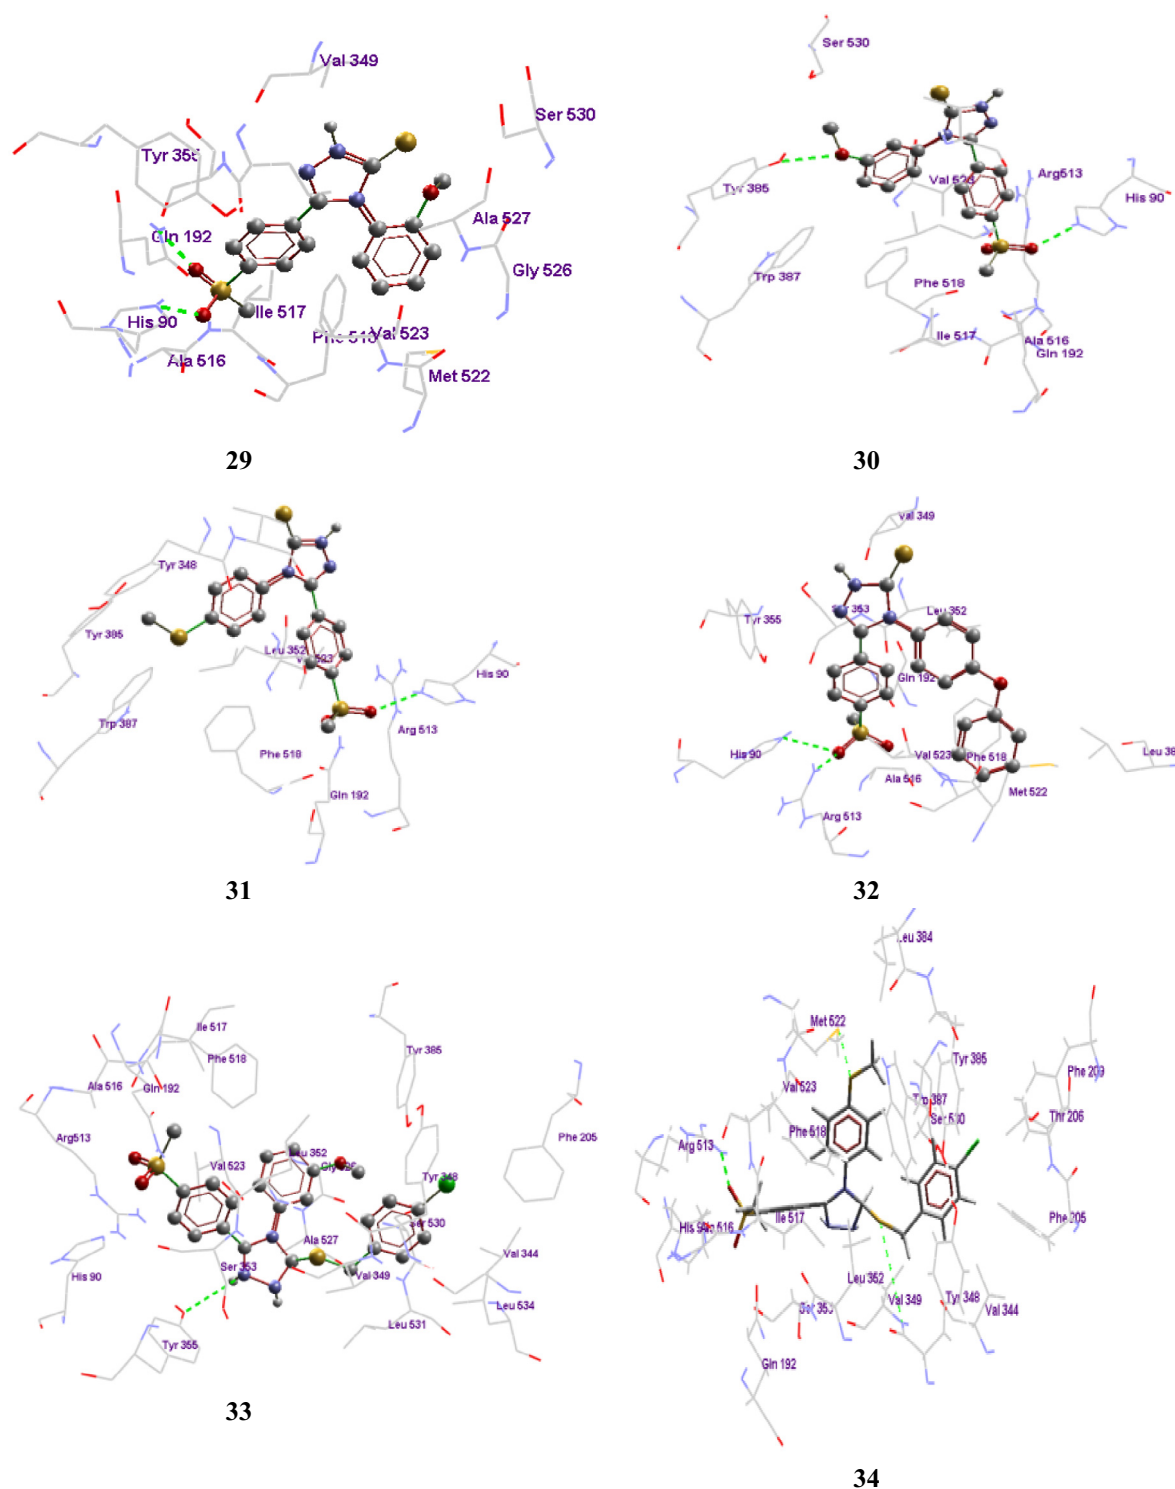 Val 349
Ser 530
Tyr 355
Ala 527
Gln 192
Gly 526
Ile 517
His 90
Val 523
Ala 516
Met 522
29
Ser 530
Arg513
Tyr 385
His 90
Trp 387
Phe 518
Ile 517
Ala 516
Gln 192
30
Tyr 348
Tyr 385
Leu 352
His 90
Trp 387
Arg 513
Phe 518
Gln 192
31
Val 349
Leu 352
Tyr 355
Gln 192
His 90
Val 523
Phe 518
Ala 516
Met 522
Arg 513
32
Ile 517
Phe 518
Tyr 385
Ala 516
Gln 192
Arg513
Phe 205
Leu 352
Val 523
Tyr 348
Ser 530
Ala 527
Val 344
Ser 353
His 90
Val 349
Leu 534
Leu 531
Tyr 355
33
Leu 384
Met 522
Tyr 385
Val 523
Phe 209
Trp 387
Thr 206
Ser 530
Phe 518
Arg 513
Ile 517
Phe 205
Leu 352
Val 349
Tyr 348
Val 344
Gln 192
34